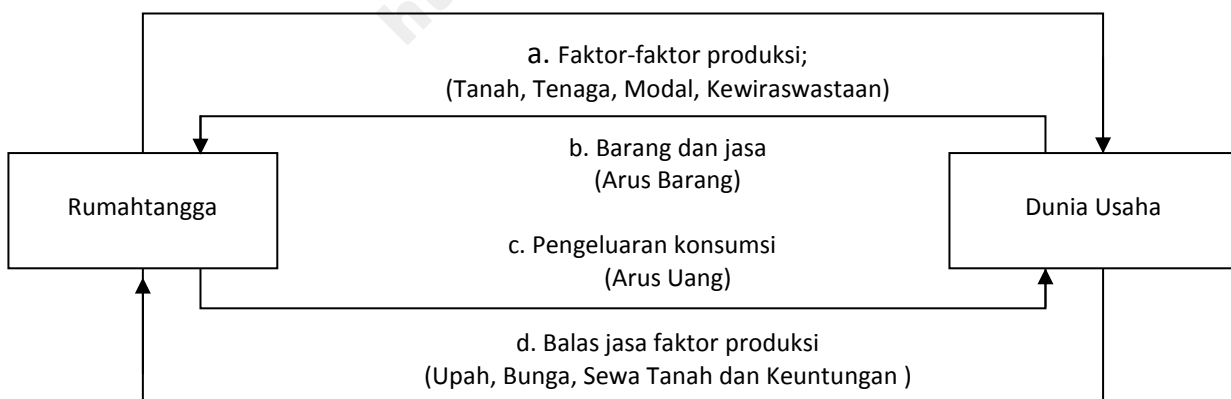 a. Faktor-faktor produksi;
(Tanah, Tenaga, Modal, Kewiraswastaan)
b. Barang dan jasa
(Arus Barang)
Rumahtangga
Dunia Usaha
c. Pengeluaran konsumsi
(Arus Uang)
d. Balas jasa faktor produksi
(Upah, Bunga, Sewa Tanah dan Keuntungan )